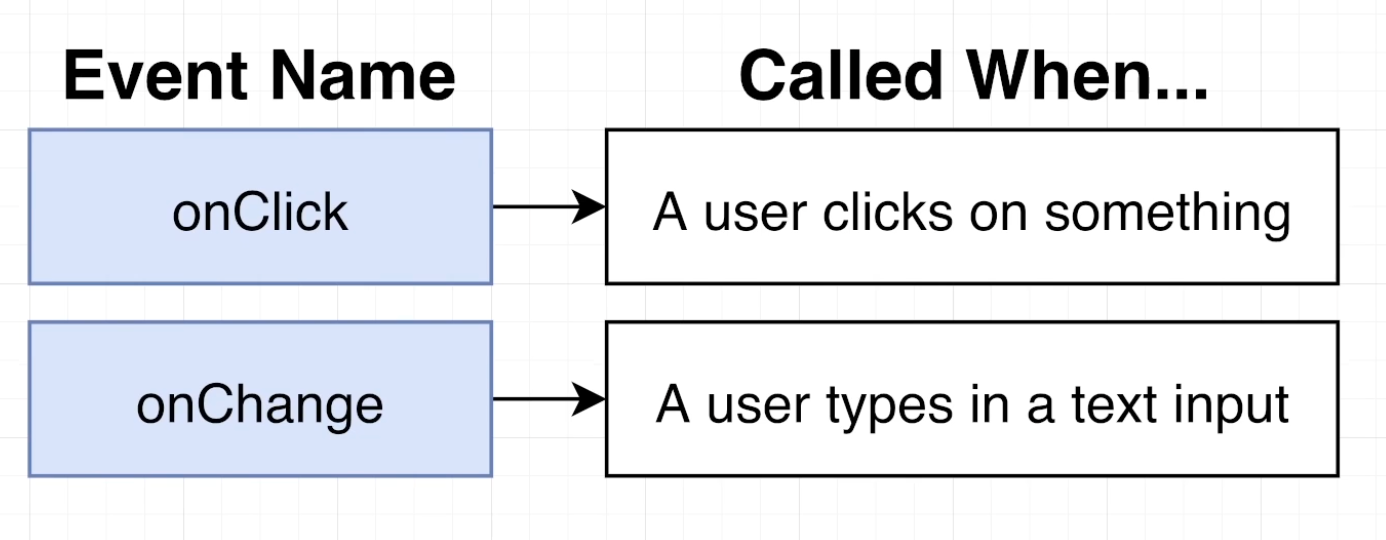 Event Name
Called When...
onClick
A user clicks on something
onChange
A user types in a text input